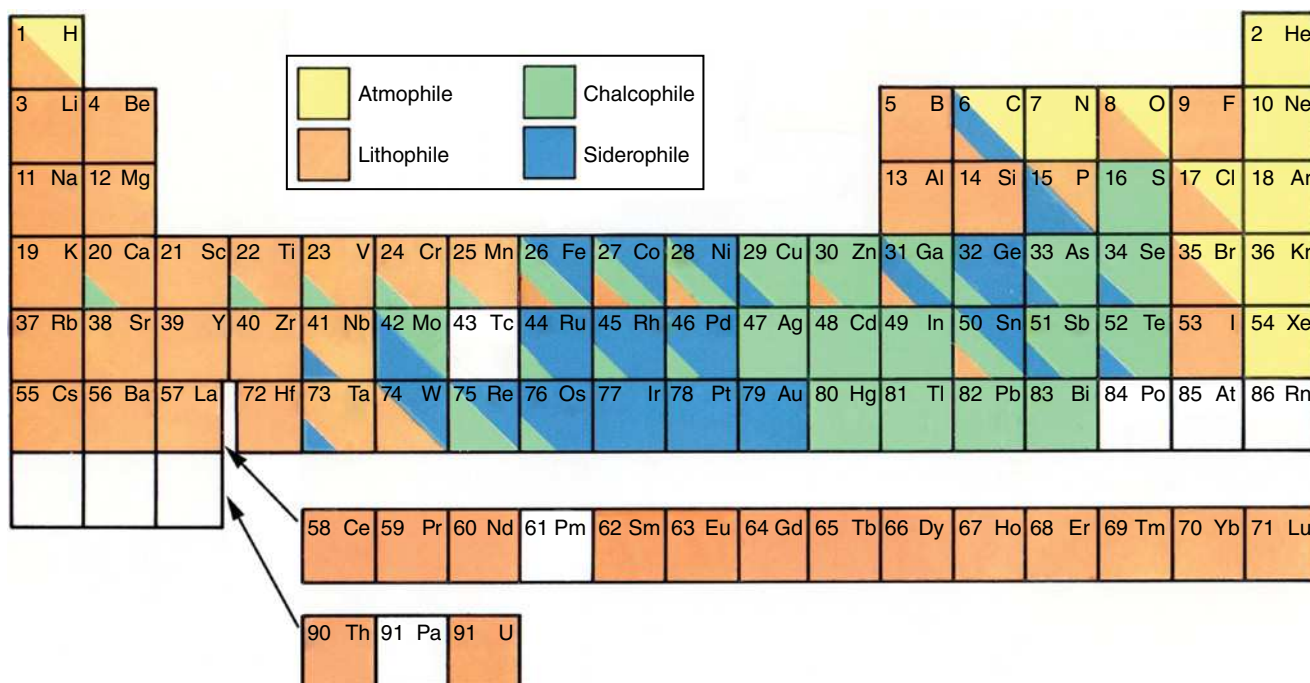 1 H 2 He
Atmophile Chalcophile
Lithophile Siderophile
3 Li 4 Be 5 B 6 C 7 N 8 O 9 F 10 Ne
11 Na 12 Mg 13 Al 14 Si 15 P 16 S 17 Cl 18 Ar
19 K 20 Ca 21 Sc 22 Ti 23 V 24 Cr 25 Mn 26 Fe 27 Co 28 Ni 29 Cu 30 Zn 31 Ga 32 Ge 33 As 34 Se 35 Br 36 Kr
37 Rb 38 Sr 39 Y 40 Zr 41 Nb 42 Mo 43 Tc 44 Ru 45 Rh 46 Pd 47 Ag 48 Cd 49 In 50 Sn 51 Sb 52 Te 53 I 54 Xe
55 Cs 56 Ba 57 La 72 Hf 73 Ta 74 W 75 Re 76 Os 77 Ir 78 Pt 79 Au 80 Hg 81 Tl 82 Pb 83 Bi 84 Po 85 At 86 Rn
58 Ce 59 Pr 60 Nd 61 Pm 62 Sm 63 Eu 64 Gd 65 Tb 66 Dy 67 Ho 68 Er 69 Tm 70 Yb 71 Lu
90 Th 91 Pa 91 U